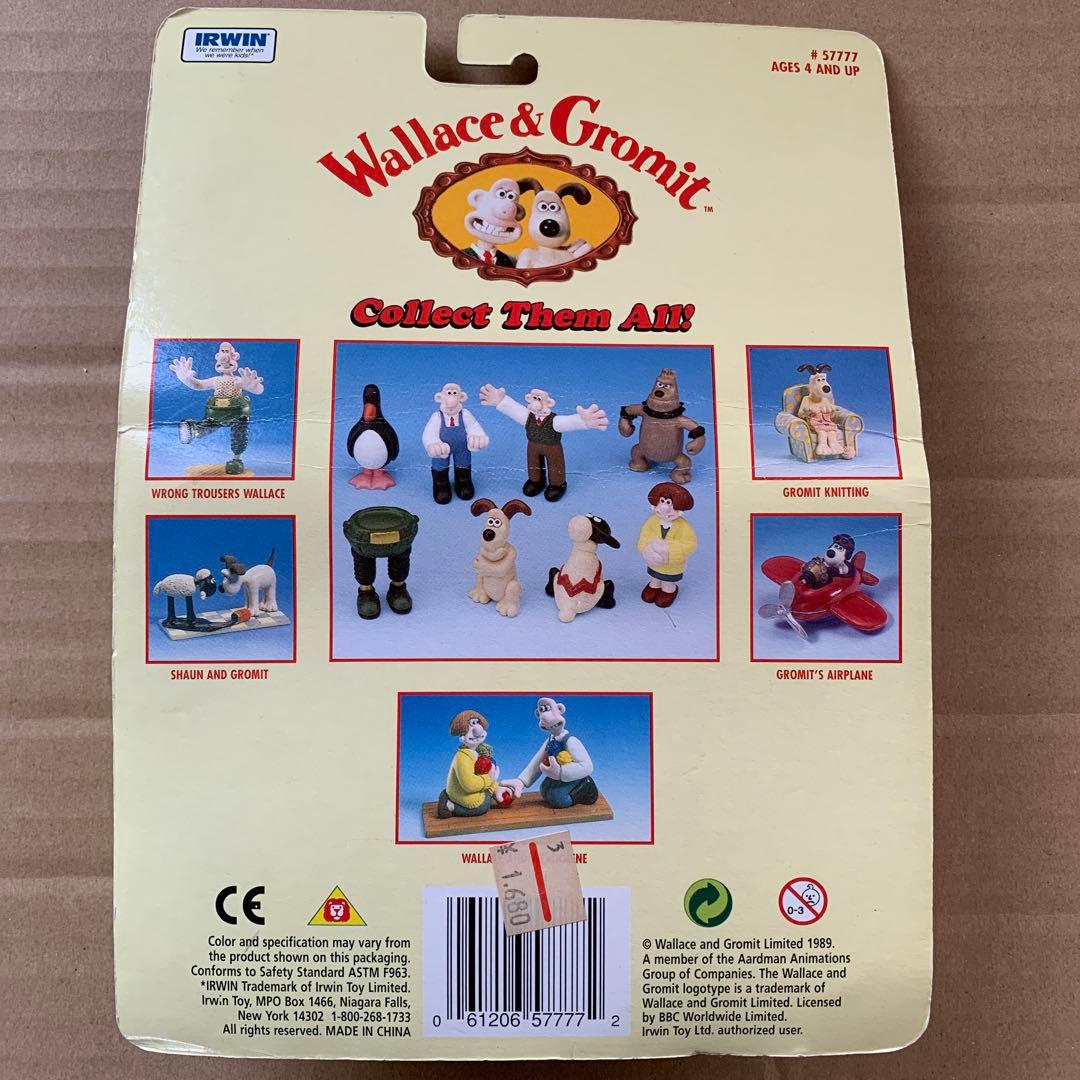 IRWIN
We remember when
we were kids!*
# 57777
AGES 4 AND UP
Wallace & Gromit
TM
Collect Them All!
WRONG TROUSERS WALLACE
GROMIT KNITTING
SHAUN AND GROMIT
GROMIT'S AIRPLANE
3
¥ 1.680
CE
0-3
Color and specification may vary from
the product shown on this packaging.
Conforms to Safety Standard ASTM F963.
*IRWIN Trademark of Irwin Toy Limited.
Irwin Toy, MPO Box 1466, Niagara Falls,
New York 14302 1-800-268-1733
All rights reserved. MADE IN CHINA
0 61206 57777 2
© Wallace and Gromit Limited 1989.
A member of the Aardman Animations
Group of Companies. The Wallace and
Gromit logotype is a trademark of
Wallace and Gromit Limited. Licensed
by BBC Worldwide Limited.
Irwin Toy Ltd. authorized user.